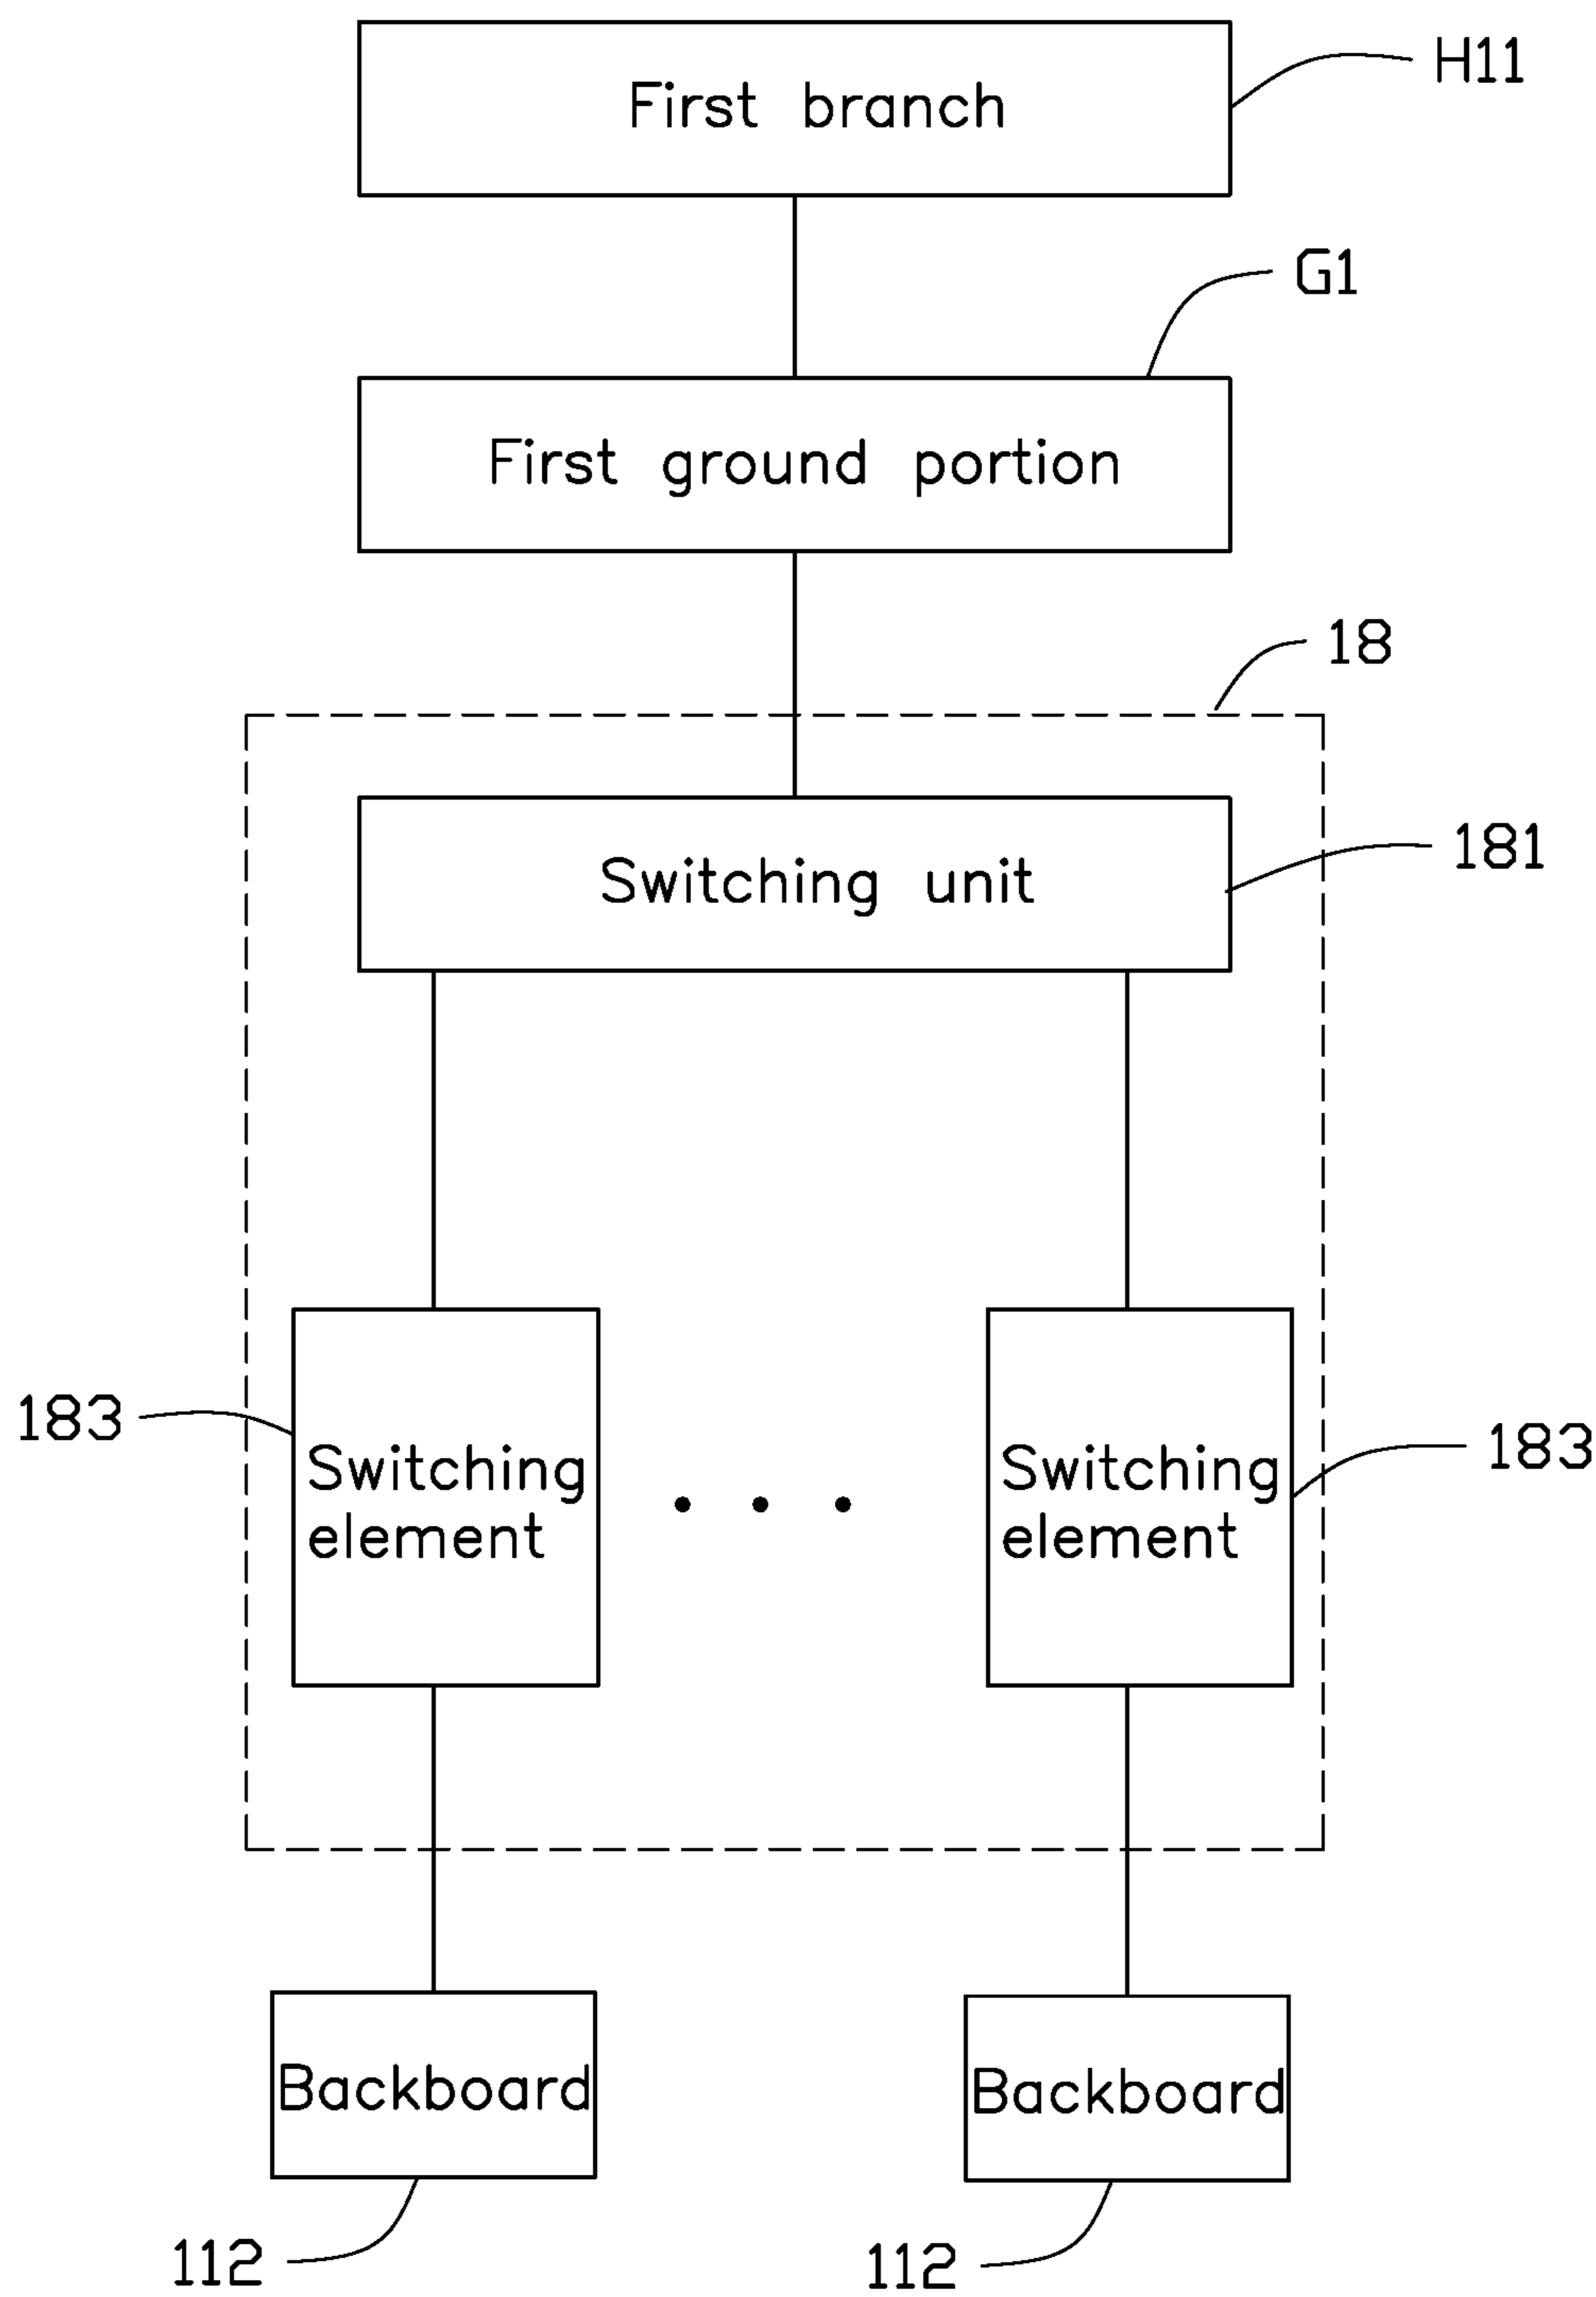 First branch
H11
G1
First ground portion
18
Switching unit
181
183
Switching
element
Switching
element
183
Backboard
Backboard
112
112